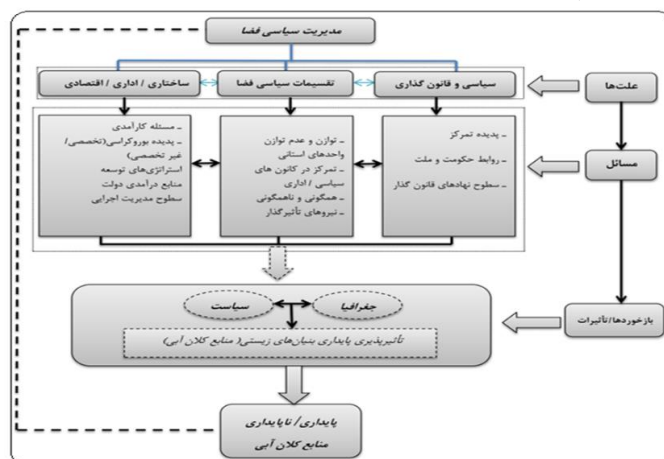 مدیریت سیاسی فضا
علت‌ها
سیاسی و قانون گذاری
تقسیمات سیاسی فضا
ساختاری / اداری / اقتصادی
مسائل
ـ پدیده تمرکز
ـ روابط حکومت و ملت
ـ سطوح نهادهای قانون گذار
ـ توازن و عدم توازن
واحدهای استانی
ـ تمرکز در کانون های
سیاسی / اداری
ـ همگونی و ناهمگونی
ـ نیروهای تأثیرگذار
ـ مسئله کارآمدی
ـ پدیده بوروکراسی(تخصصی/
غیر تخصصی)
استراتژی‌های توسعه
منابع درآمدی دولت
سطوح مدیریت اجرایی
بازخوردها/تأثیرات
جغرافیا
سیاست
تأثیرپذیری پایداری بنیان‌های زیستی( منابع کلان آبی)
پایداری/ ناپایداری
منابع کلان آبی